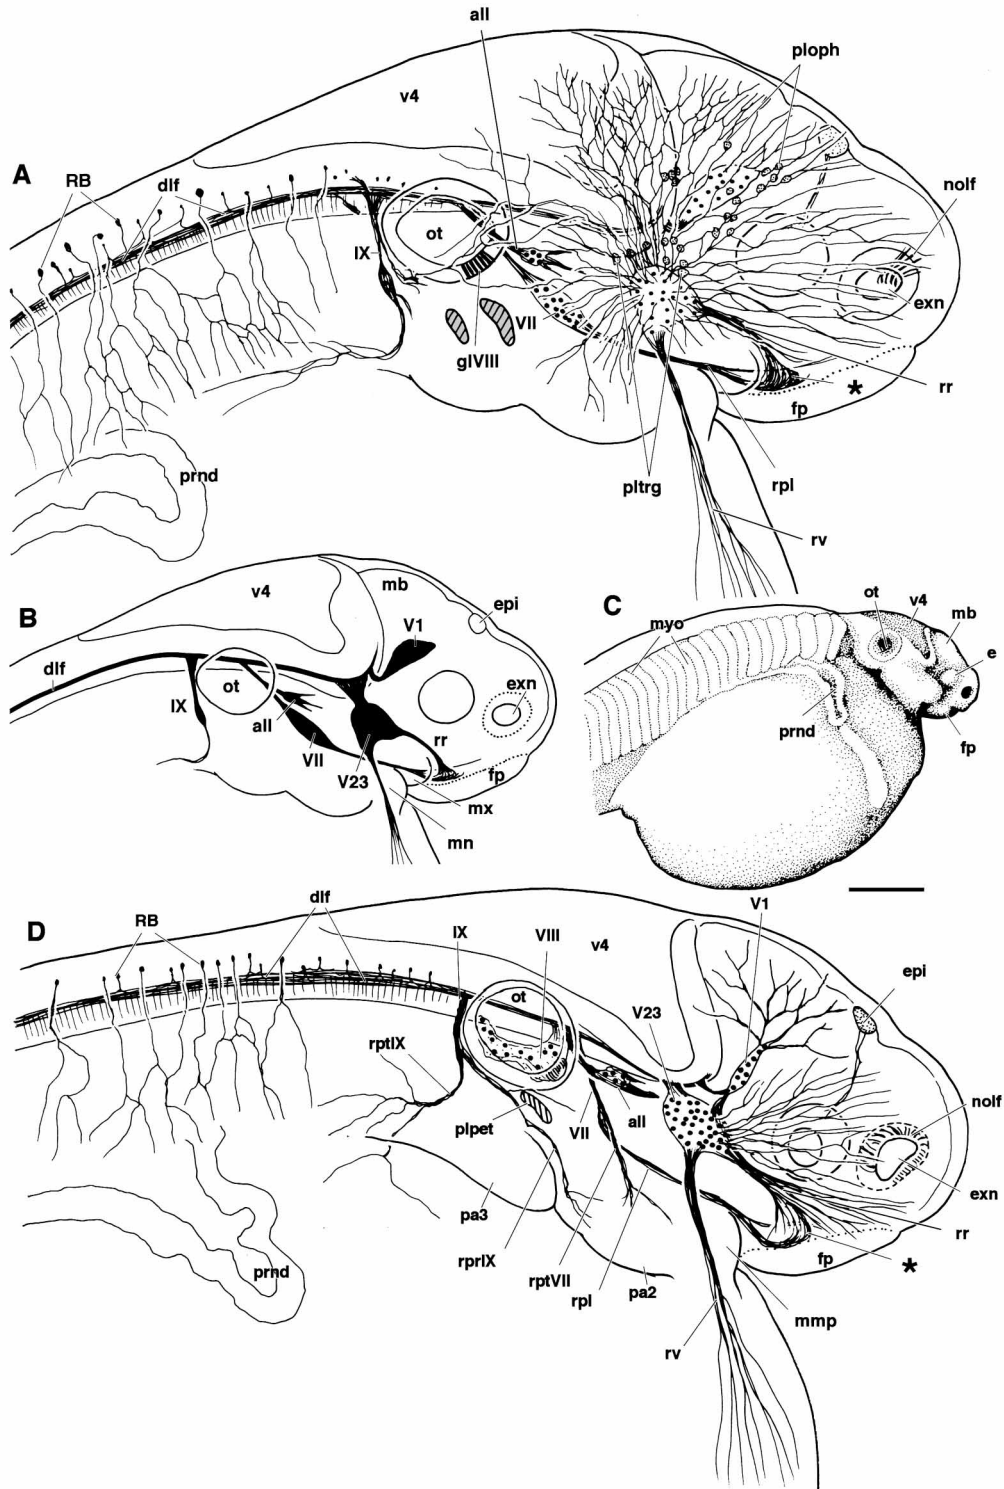 all
ploph
v4
A
RB
dlf
nolf
IX
ot
VII
exn
glVIII
*
rr
fp
pltrg
rpl
prnd
rv
B
v4
mb
epi
V1
dlf
IX
ot
exn
all
rr
VII
V23
fp
mx
mn
C
myo
ot
v4
mb
e
prnd
fp
D
RB
dlf
IX
VIII
v4
V1
epi
ot
V23
rptIX
nolf
plpet
VII
all
exn
pa3
rprIX
rptVII
rpl
pa2
rr
fp
*
prnd
mmp
rv